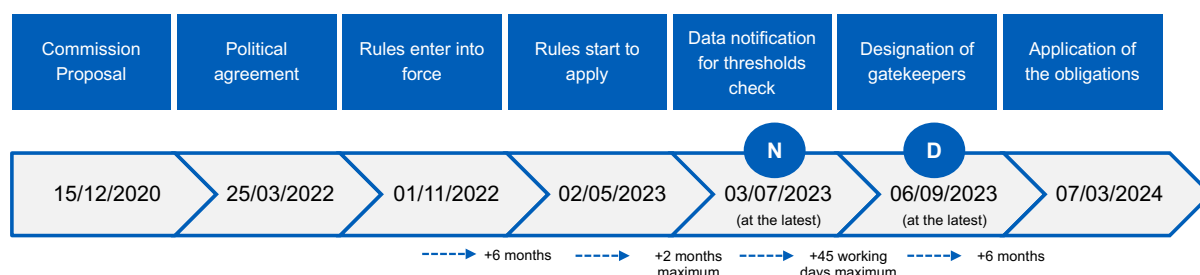 Commission
Proposal
Political
agreement
Rules enter into
force
Rules start to
apply
Data notification
for thresholds
check
Designation of
gatekeepers
Application of
the obligations
N
D
15/12/2020
25/03/2022
01/11/2022
02/05/2023
03/07/2023
(at the latest)
06/09/2023
(at the latest)
07/03/2024
+6 months
+2 months
maximum
+45 working
days maximum
+6 months